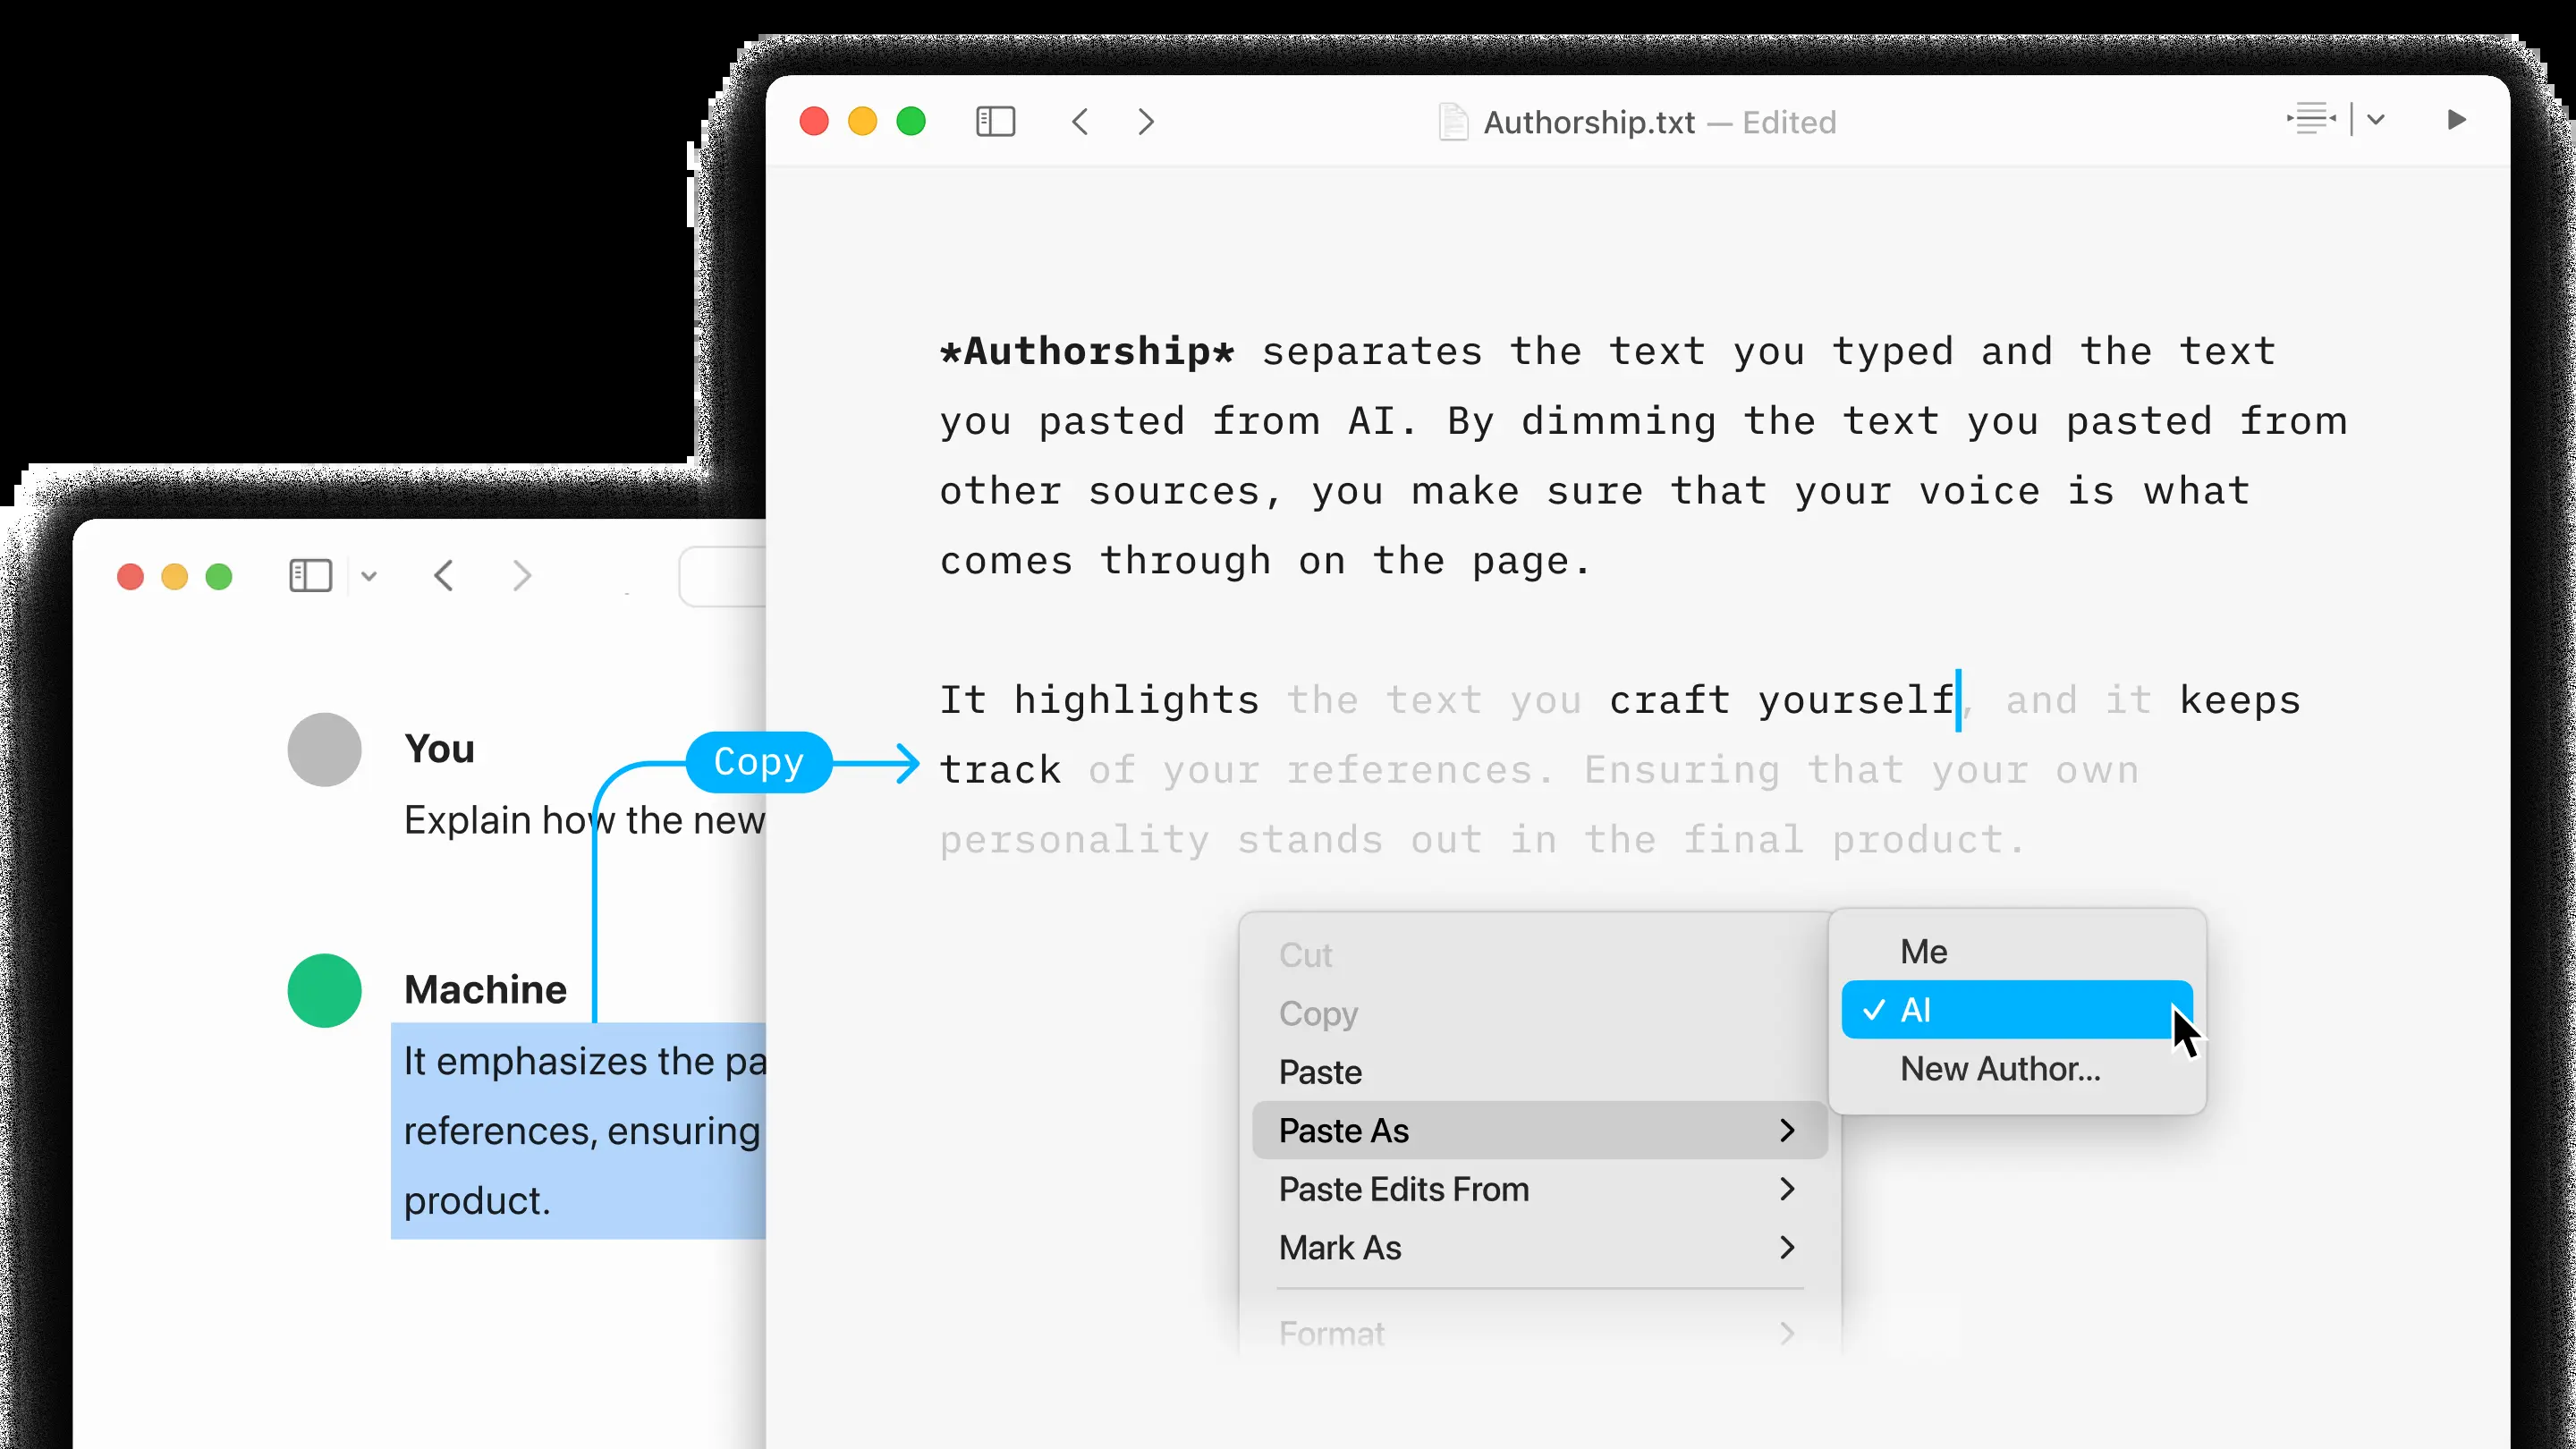 Authorship.txt — Edited
*Authorship* separates the text you typed and the text
you pasted from AI. By dimming the text you pasted from
other sources, you make sure that your voice is what
comes through on the page.
It highlights the text you craft yourself, and it keeps
track of your references. Ensuring that your own
personality stands out in the final product.
You
Explain how the new
Copy
Machine
It emphasizes the pa
references, ensuring
product.
Cut
Copy
Paste
Paste As
Paste Edits From
Mark As
Format
Me
✓ AI
New Author...